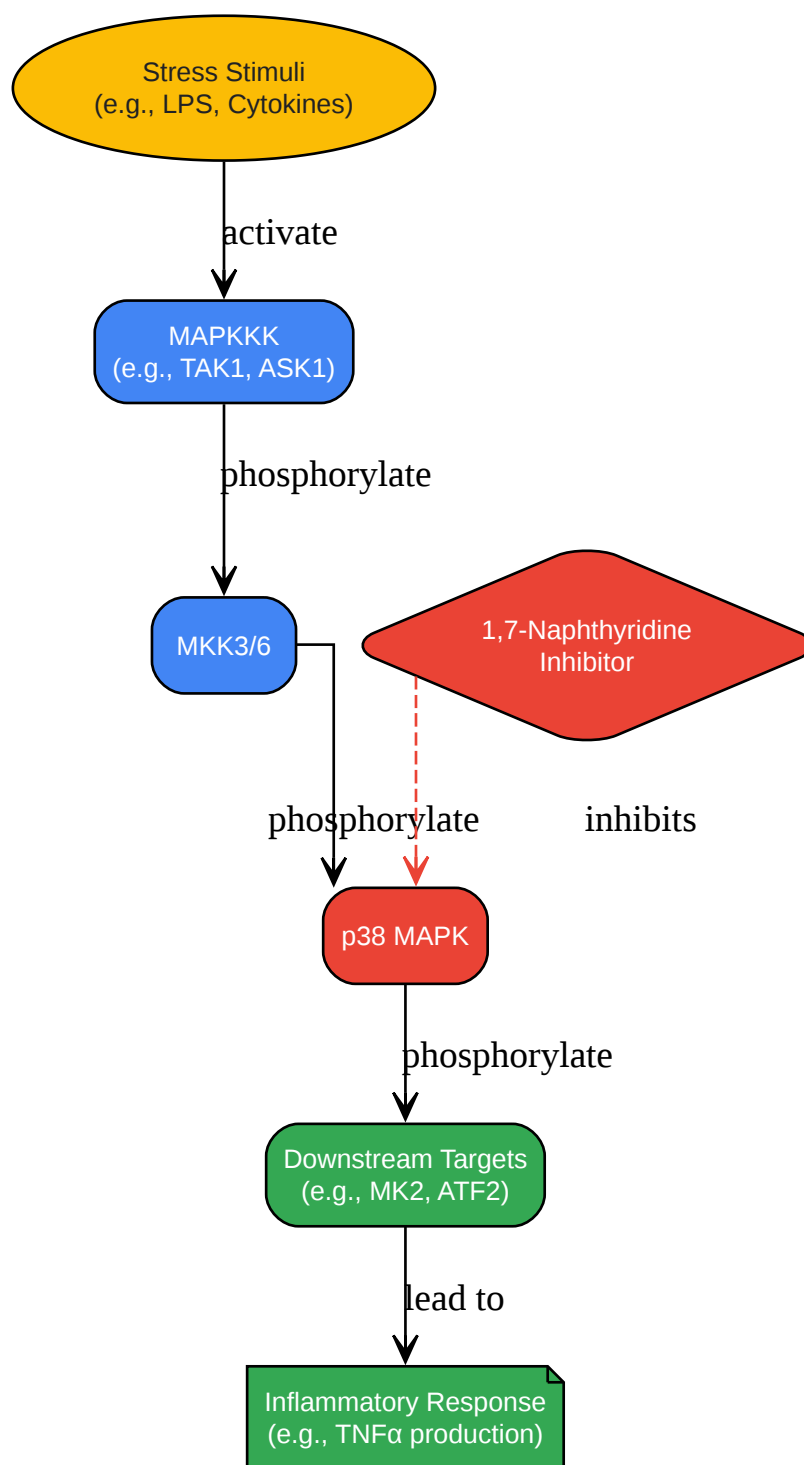 Stress Stimuli
(e.g., LPS, Cytokines)
activate
MAPKKK
(e.g., TAK1, ASK1)
phosphorylate
MKK3/6
1,7-Naphthyridine
Inhibitor
phosphorylate
inhibits
p38 MAPK
phosphorylate
Downstream Targets
(e.g., MK2, ATF2)
lead to
Inflammatory Response
(e.g., TNFα production)